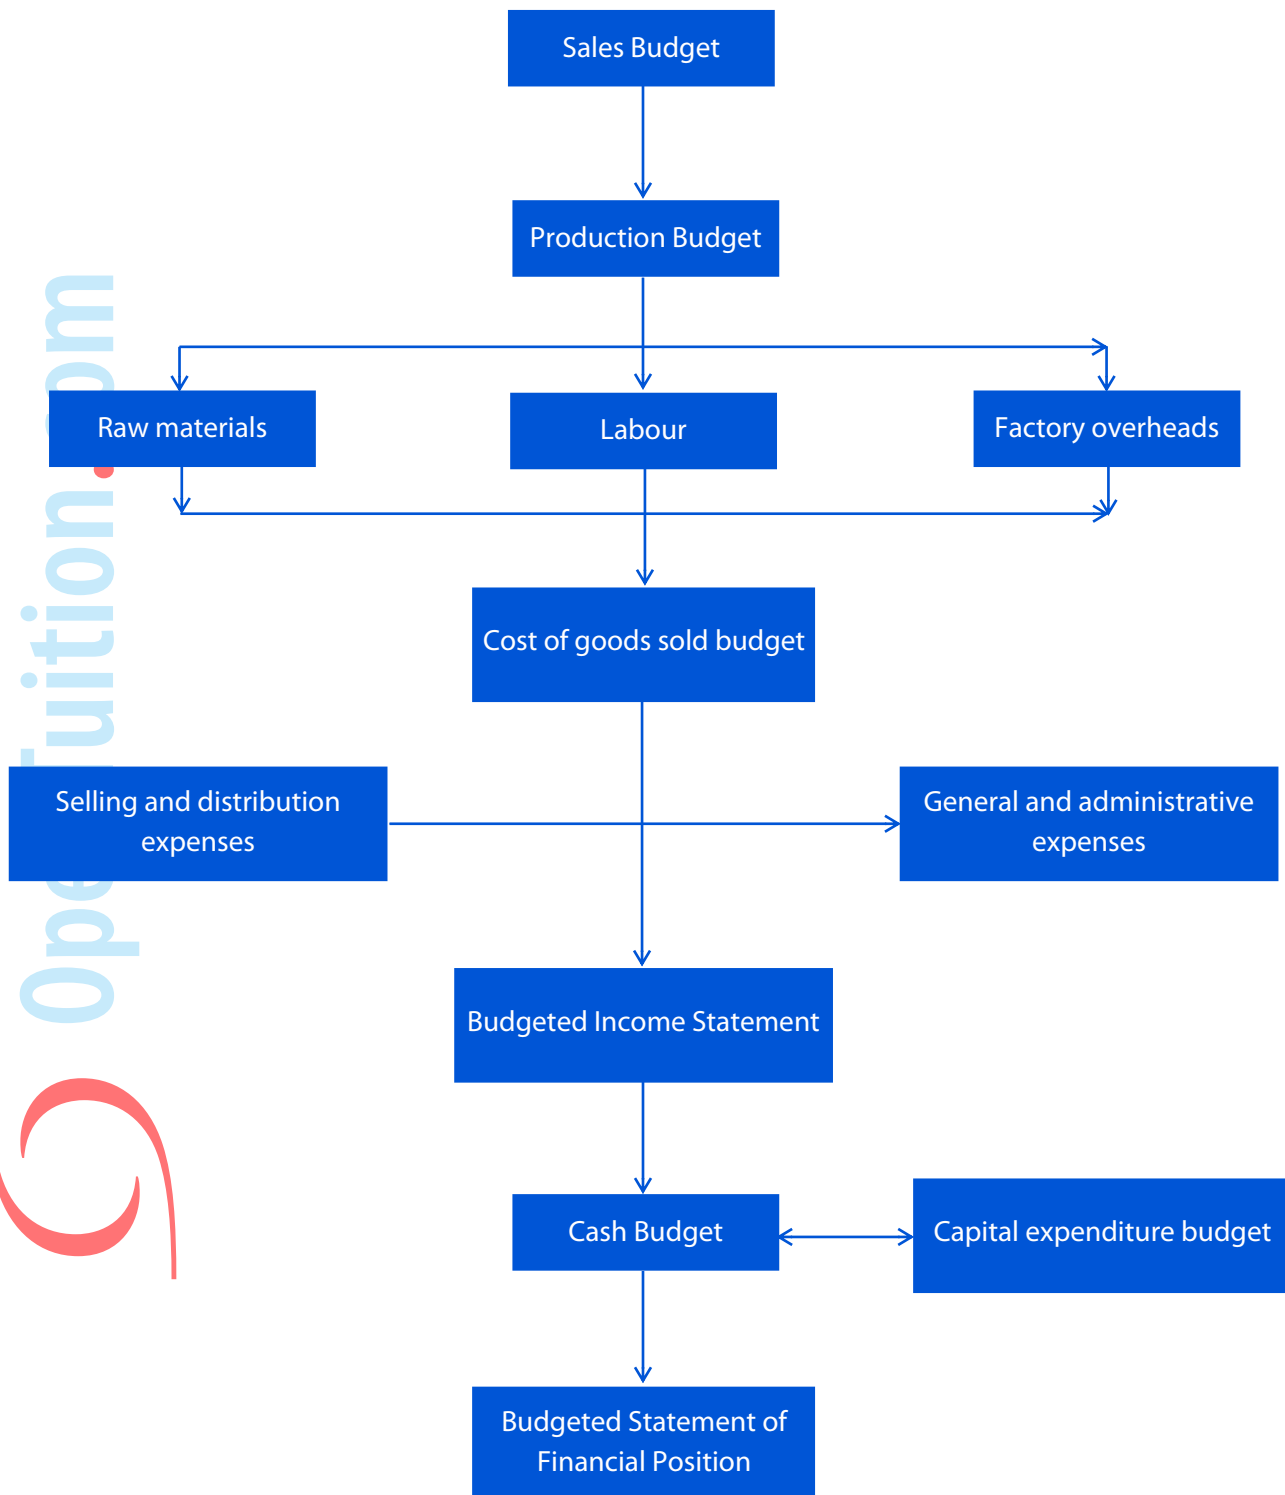 Sales Budget
Production Budget
Raw materials
Labour
Factory overheads
Cost of goods sold budget
Selling and distribution
expenses
General and administrative
expenses
Budgeted Income Statement
Cash Budget
Capital expenditure budget
Budgeted Statement of
Financial Position
OpenTuition.com